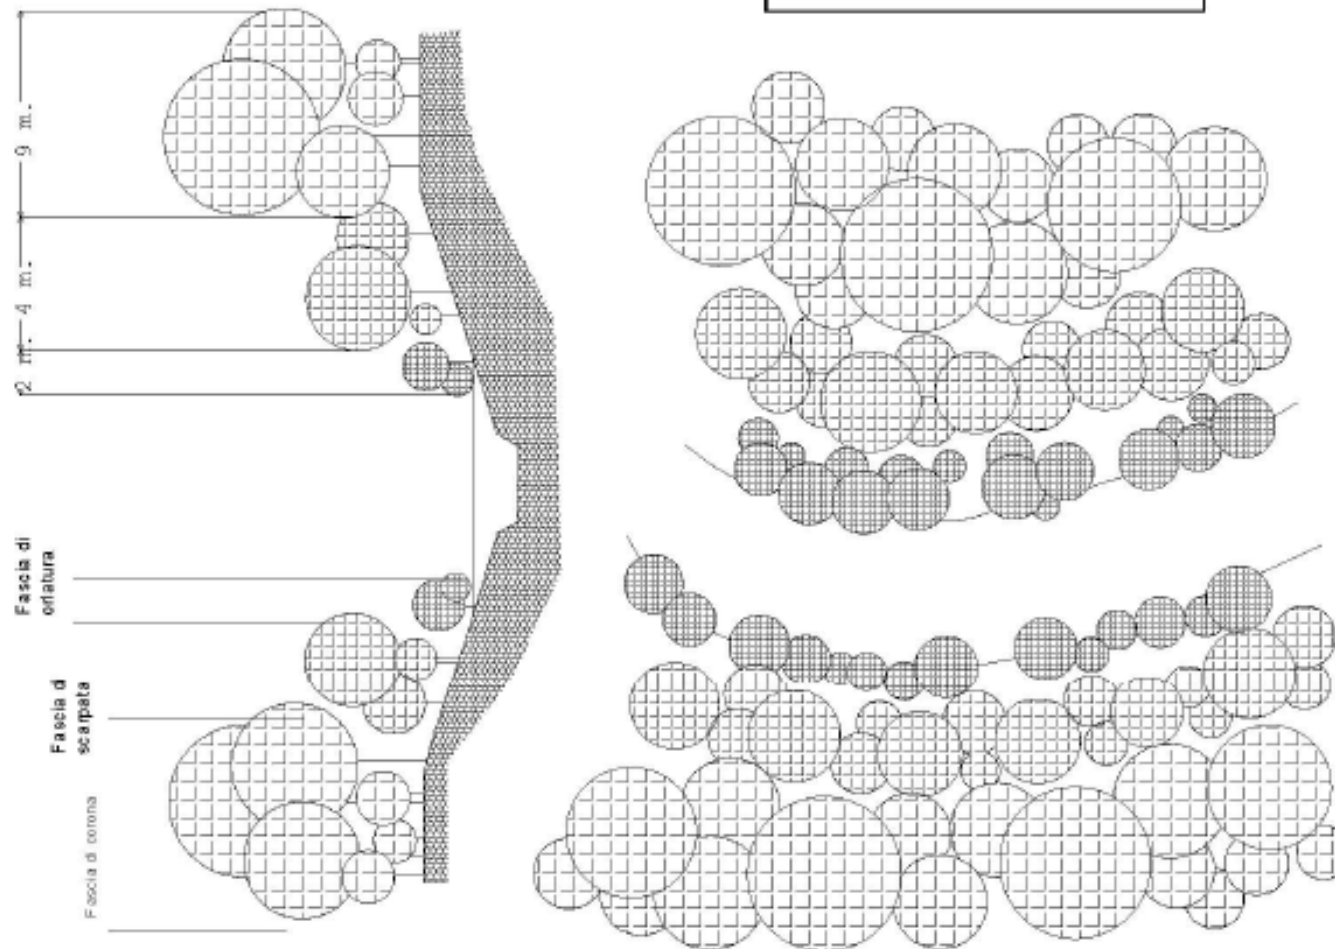 9 m.
4 m.
2 m.
Fascia di
orlatura
Fascia di
scarpata
Fascia di corona